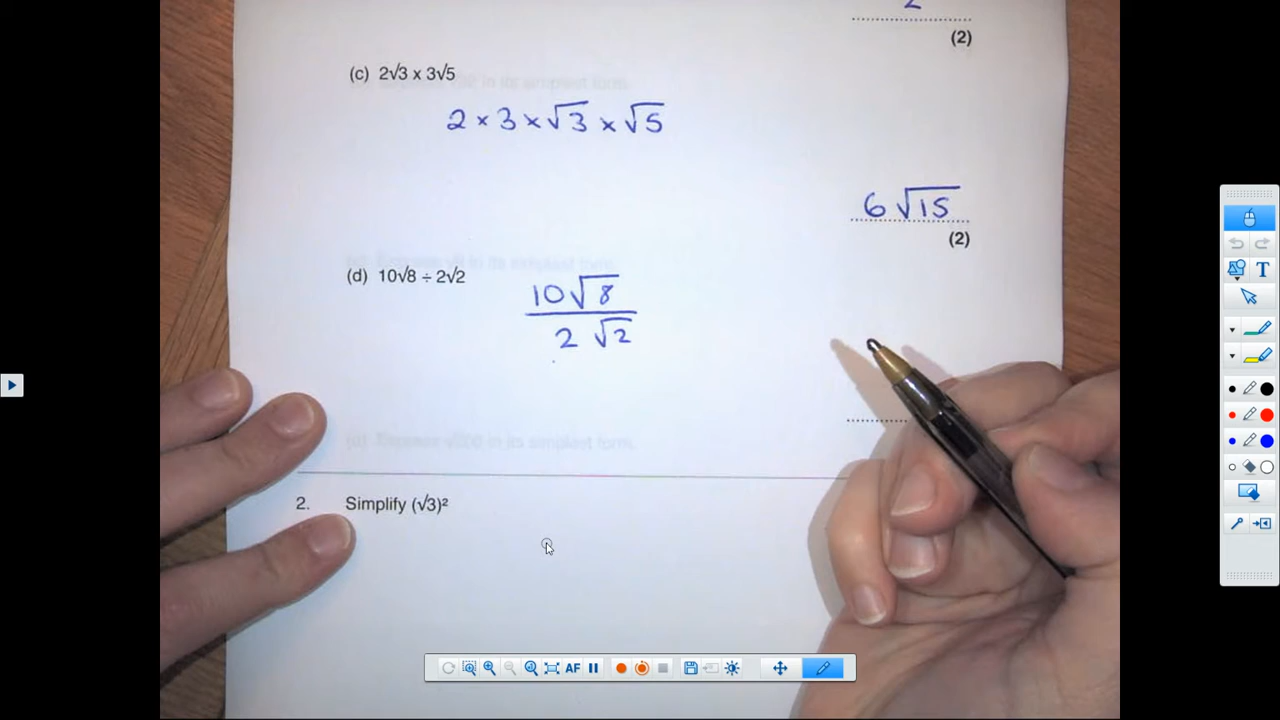 (2)
(c) 2√3 x 3√5
2 × 3 × √3 × √5
6√15
(2)
(d) 10√8 ÷ 2√2
10√8
2 √2
2. Simplify (√3)²
AF
T